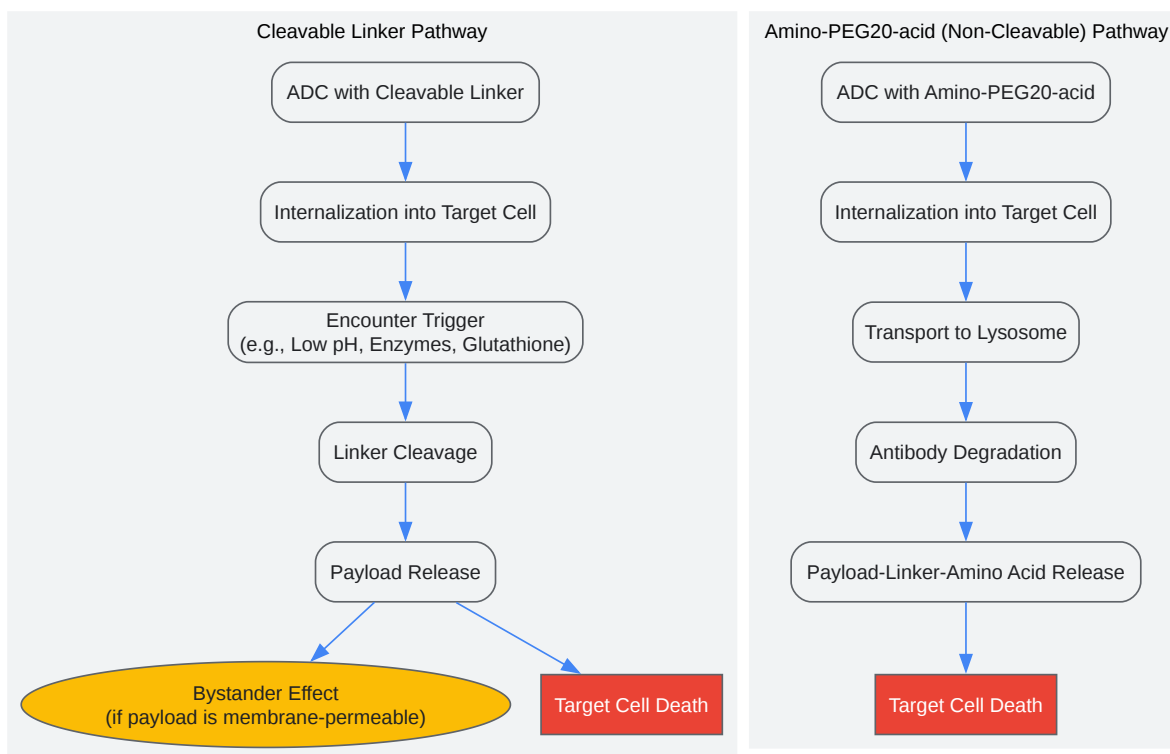 Cleavable Linker Pathway
ADC with Cleavable Linker
Internalization into Target Cell
Encounter Trigger
(e.g., Low pH, Enzymes, Glutathione)
Linker Cleavage
Payload Release
Bystander Effect
(if payload is membrane-permeable)
Target Cell Death
Amino-PEG20-acid (Non-Cleavable) Pathway
ADC with Amino-PEG20-acid
Internalization into Target Cell
Transport to Lysosome
Antibody Degradation
Payload-Linker-Amino Acid Release
Target Cell Death